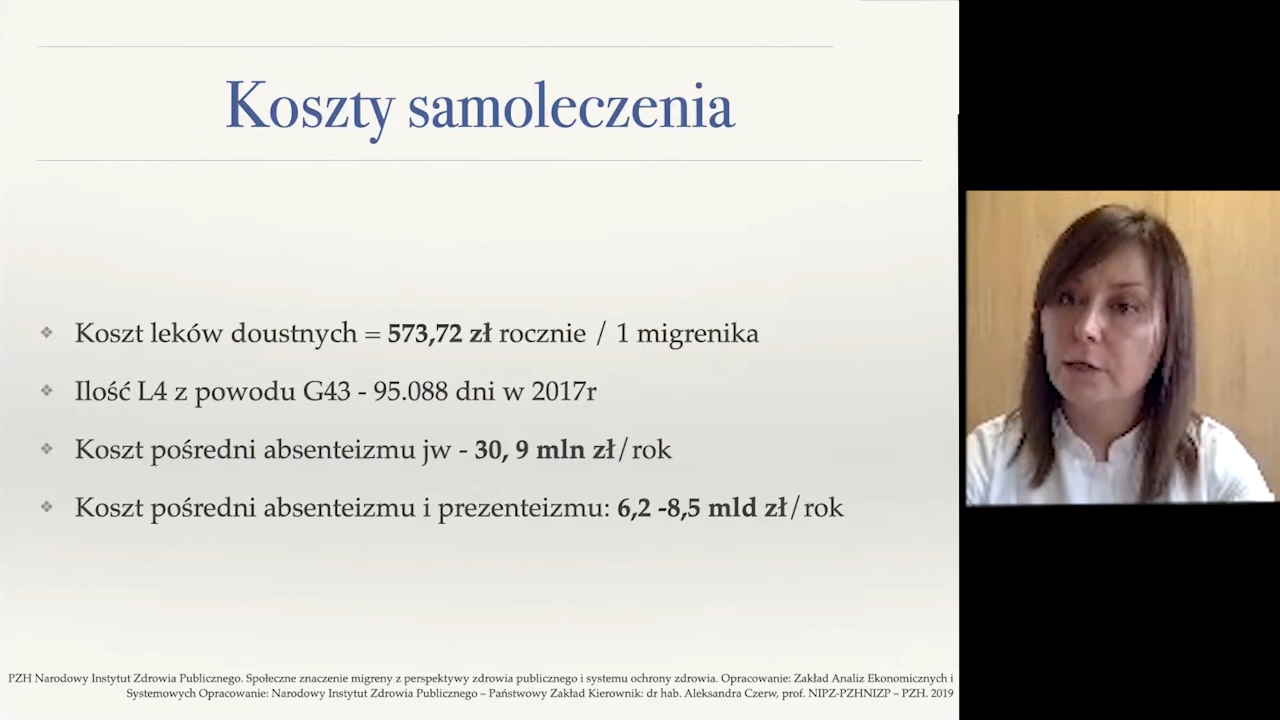 Koszty samoleczenia
Koszt leków doustnych = 573,72 zł rocznie / 1 migrenika
Ilość L4 z powodu G43 - 95.088 dni w 2017r
Koszt pośredni absenteizmu jw - 30, 9 mln zł/rok
Koszt pośredni absenteizmu i prezenteizmu: 6,2 -8,5 mld zł/rok
PZH Narodowy Instytut Zdrowia Publicznego. Społeczne znaczenie migreny z perspektywy zdrowia publicznego i systemu ochrony zdrowia. Opracowanie: Zakład Analiz Ekonomicznych i
Systemowych Opracowanie: Narodowy Instytut Zdrowia Publicznego – Państwowy Zakład Kierownik: dr hab. Aleksandra Czerw, prof. NIPZ-PZHNIZP – PZH. 2019